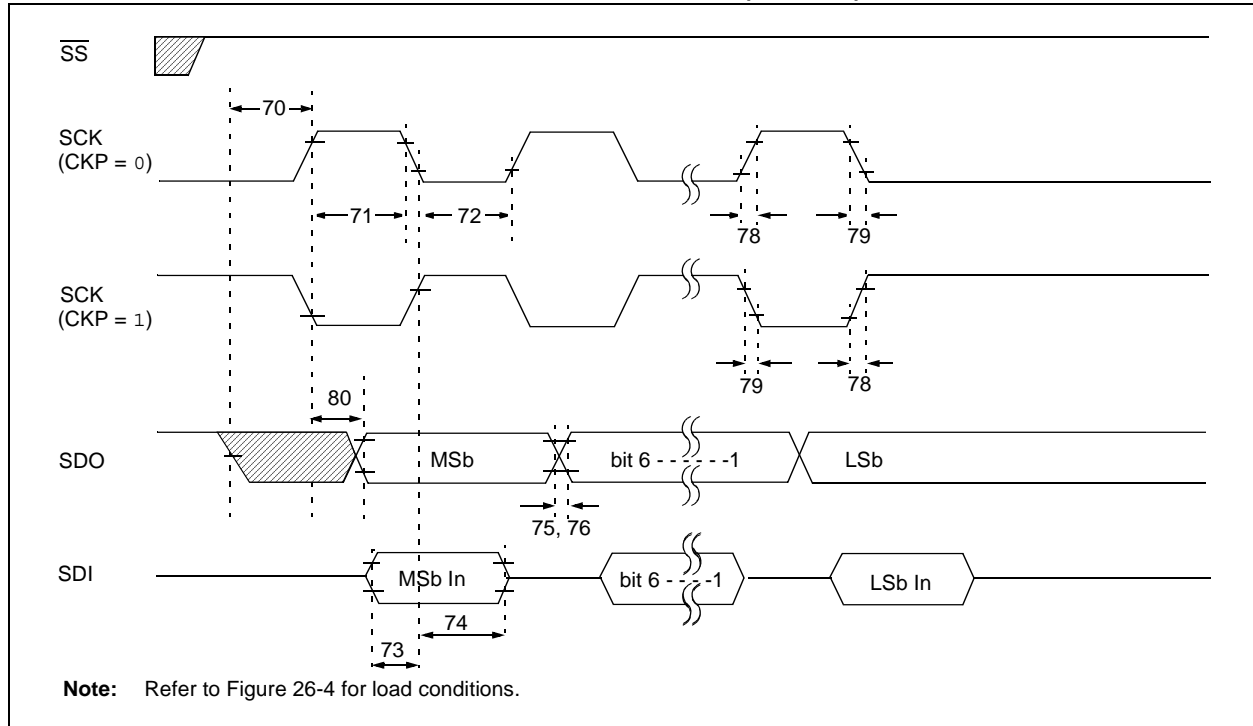 SS
70
SCK
(CKP = 0)
71
72
78
79
SCK
(CKP = 1)
79
78
80
SDO
MSb
bit 6 - - - - - -1
LSb
75, 76
SDI
MSb In
bit 6 - - - - -1
LSb In
74
73
Note: Refer to Figure 26-4 for load conditions.